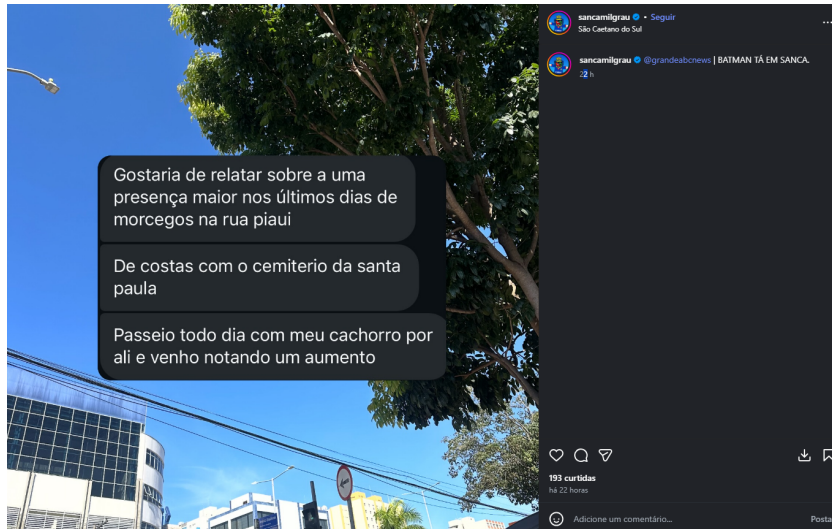 sancamilgrau • Seguir
São Caetano do Sul
sancamilgrau @grandeabcnews | BATMAN TÁ EM SANCA.
22 h
Gostaria de relatar sobre a uma
presença maior nos últimos dias de
morcegos na rua piaui
De costas com o cemiterio da santa
paula
Passeio todo dia com meu cachorro por
ali e venho notando um aumento
193 curtidas
há 22 horas
Adicione um comentário...